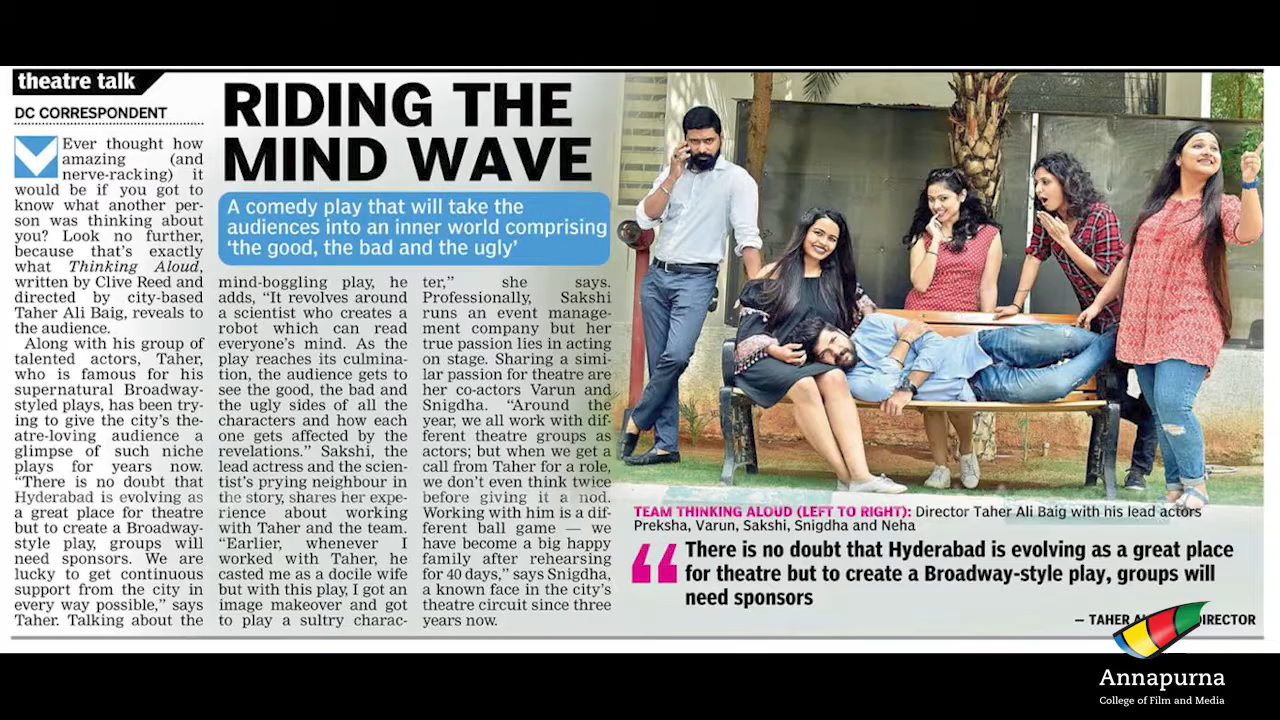 theatre talk
DC CORRESPONDENT
RIDING THE
MIND WAVE
A comedy play that will take the
audiences into an inner world comprising
‘the good, the bad and the ugly’
Ever thought how
amazing (and
nerve-racking) it
would be if you got to
know what another per-
son was thinking about
you? Look no further,
because that’s exactly
what Thinking Aloud,
written by Clive Reed and
directed by city-based
Taher Ali Baig, reveals to
the audience.
Along with his group of
talented actors, Taher,
who is famous for his
supernatural Broadway-
styled plays, has been try-
ing to give the city’s the-
atre-loving audience a
glimpse of such niche
plays for years now.
“There is no doubt that
Hyderabad is evolving as
a great place for theatre
but to create a Broadway-
style play, groups will
need sponsors. We are
lucky to get continuous
support from the city in
every way possible,” says
Taher. Talking about the
mind-boggling play, he
adds, “It revolves around
a scientist who creates a
robot which can read
everyone’s mind. As the
play reaches its culmina-
tion, the audience gets to
see the good, the bad and
the ugly sides of all the
characters and how each
one gets affected by the
revelations.” Sakshi, the
lead actress and the scien-
tist’s prying neighbour in
the story, shares her expe-
rience about working
with Taher and the team.
“Earlier, whenever I
worked with Taher, he
casted me as a docile wife
but with this play, I got an
image makeover and got
to play a sultry charac-
ter,” she says.
Professionally, Sakshi
runs an event manage-
ment company but her
true passion lies in acting
on stage. Sharing a simi-
lar passion for theatre are
her co-actors Varun and
Snigdha. “Around the
year, we all work with dif-
ferent theatre groups as
actors; but when we get a
call from Taher for a role,
we don’t even think twice
before giving it a nod.
Working with him is a dif-
ferent ball game — we
have become a big happy
family after rehearsing
for 40 days,” says Snigdha,
a known face in the city’s
theatre circuit since three
years now.
TEAM THINKING ALOUD (LEFT TO RIGHT): Director Taher Ali Baig with his lead actors
Preksha, Varun, Sakshi, Snigdha and Neha
“There is no doubt that Hyderabad is evolving as a great place
for theatre but to create a Broadway-style play, groups will
need sponsors
— TAHER
Annapurna
College of Film and Media